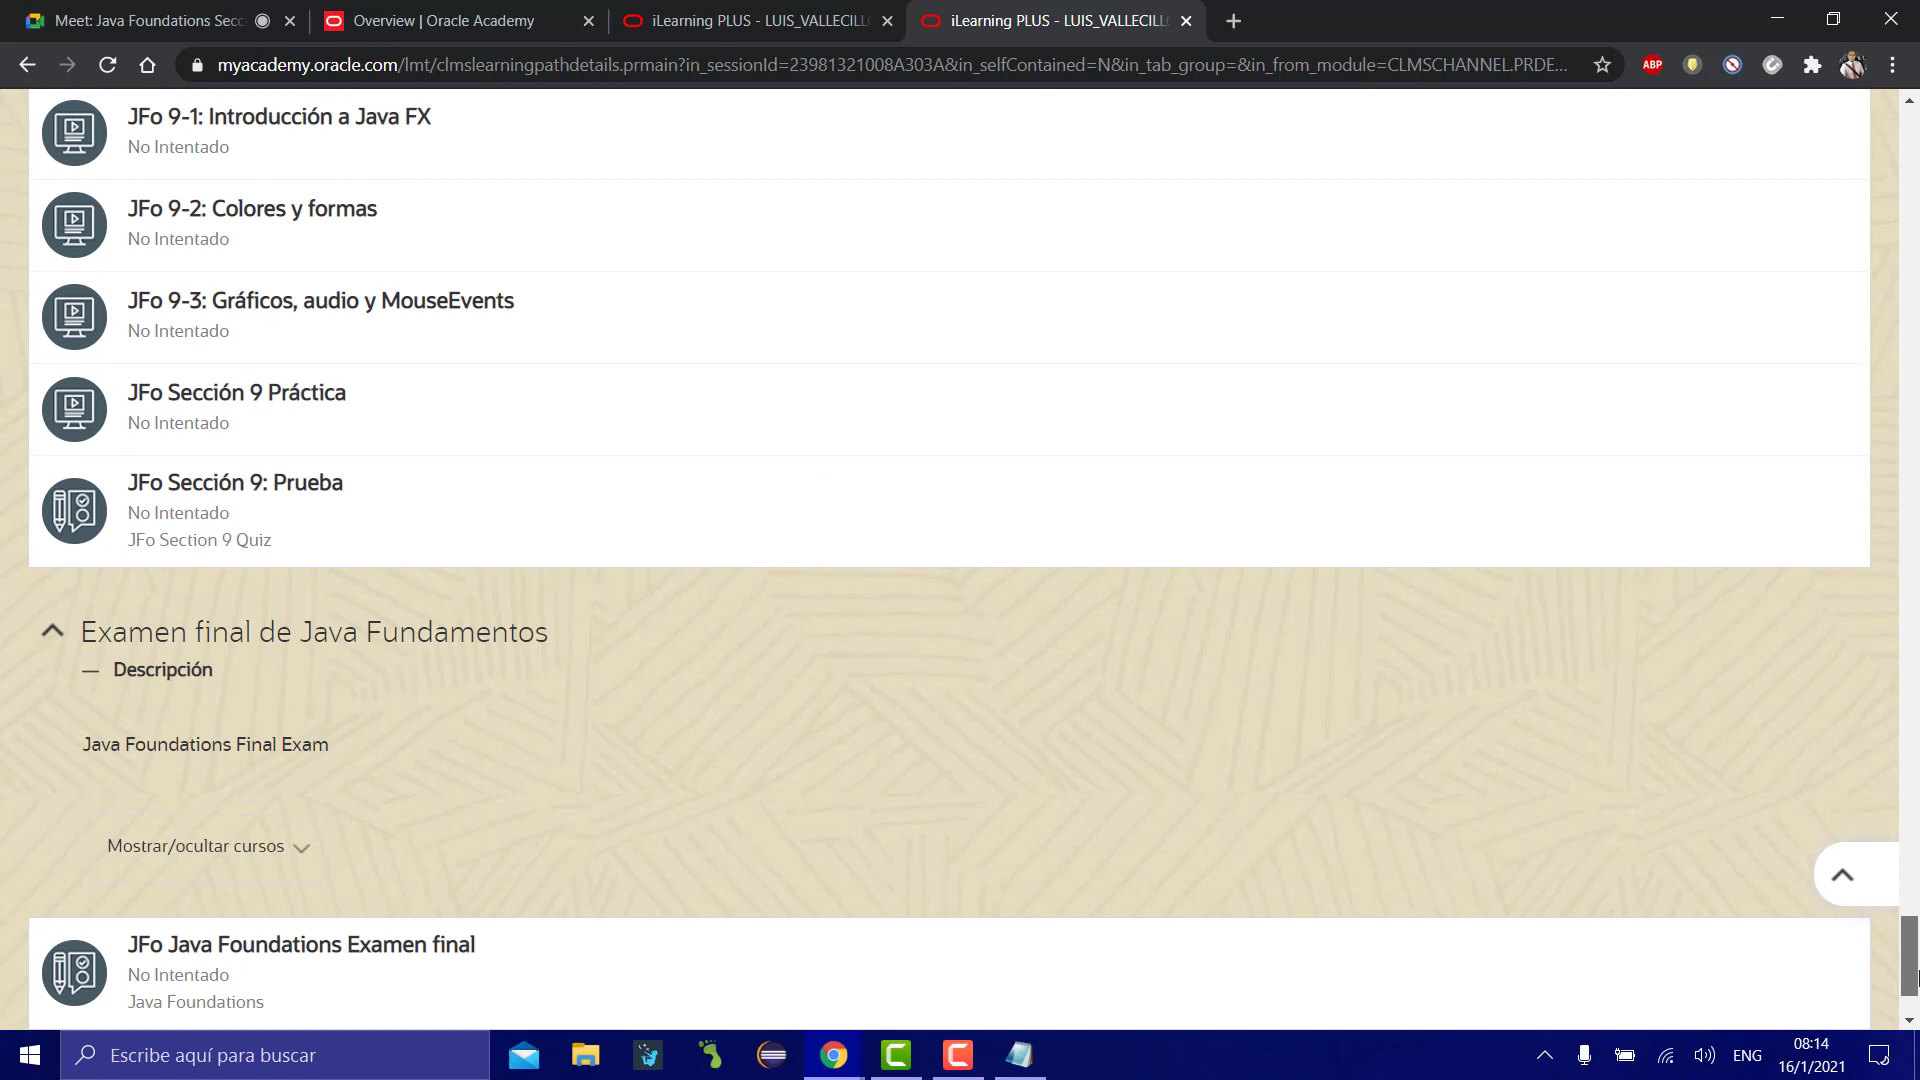 Meet: Java Foundations Sec
Overview | Oracle Academy
iLearning PLUS - LUIS_VALLECILL
iLearning PLUS - LUIS_VALLECILL
myacademy.oracle.com/lmt/clmslearningpathdetails.prmain?in_sessionId=23981321008A303A&in_selfContained=N&in_tab_group=&in_from_module=CLMSCHANNEL.PRDE...
ABP
JFo 9-1: Introducción a Java FX
No Intentado
JFo 9-2: Colores y formas
No Intentado
JFo 9-3: Gráficos, audio y MouseEvents
No Intentado
JFo Sección 9 Práctica
No Intentado
JFo Sección 9: Prueba
No Intentado
JFo Section 9 Quiz
Examen final de Java Fundamentos
— Descripción
Java Foundations Final Exam
Mostrar/ocultar cursos
JFo Java Foundations Examen final
No Intentado
Java Foundations
Escribe aquí para buscar
ENG
08:14
16/1/2021